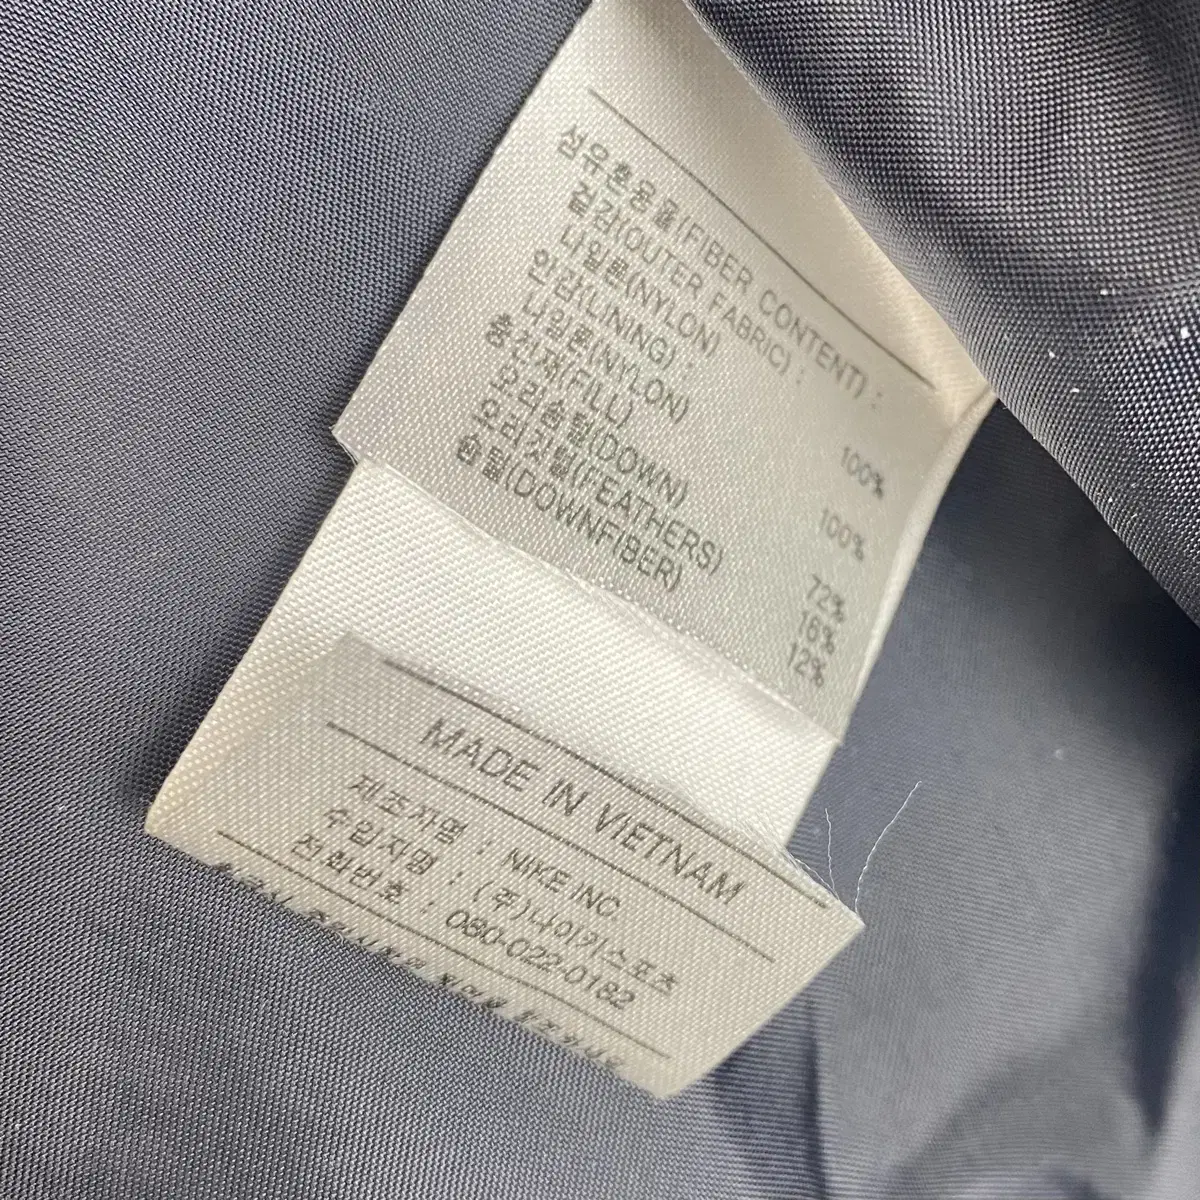 섬유혼용률(FIBER CONTENT) :
겉감(OUTER FABRIC) :
나일론(NYLON) 100%
안감(LINING) :
나일론(NYLON) 100%
충전재(FILL)
오리솜털(DOWN) 72%
오리깃털(FEATHERS) 16%
솜털(DOWNFIBER) 12%
MADE IN VIETNAM
제조자명 : NIKE INC.
수입자명 : (주)나이키스포츠
전화번호 : 080-022-0182